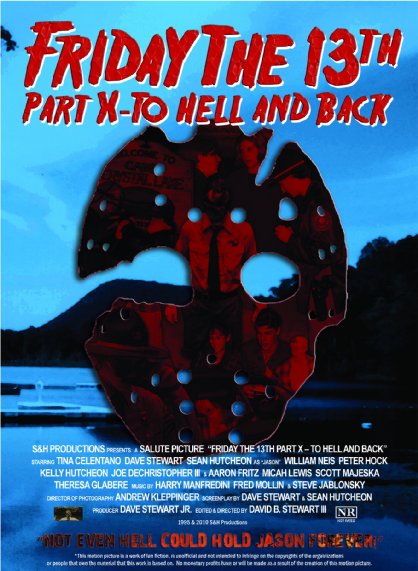 FRIDAY THE 13TH
PART X-TO HELL AND BACK
WELCOME TO
CAMP
CRYSTAL LAKE
S&H PRODUCTIONS PRESENTS A SALUTE PICTURE "FRIDAY THE 13TH PART X – TO HELL AND BACK"
STARRING TINA CELENTANO DAVE STEWART SEAN HUTCHEON AS "JASON" WILLIAM NEIS PETER HOCK
KELLY HUTCHEON JOE DECHRISTOPHER III & AARON FRITZ MICAH LEWIS SCOTT MAJESKA
THERESA GLABERE MUSIC BY HARRY MANFREDINI FRED MOLLIN & STEVE JABLONSKY
DIRECTOR OF PHOTOGRAPHY ANDREW KLEPPINGER SCREENPLAY BY DAVE STEWART & SEAN HUTCHEON
PRODUCER DAVE STEWART JR. EDITED & DIRECTED BY DAVID B. STEWART III
NR
NOT RATED
1995 & 2010 S&H Productions
"NOT EVEN HELL COULD HOLD JASON FOREVER!"
"This motion picture is a work of fan fiction, is unofficial and not intended to infringe on the copyrights of the organizations
or people that own the material that this work is based on. No monetary profits have or will be made as a result of the creation of this motion picture.